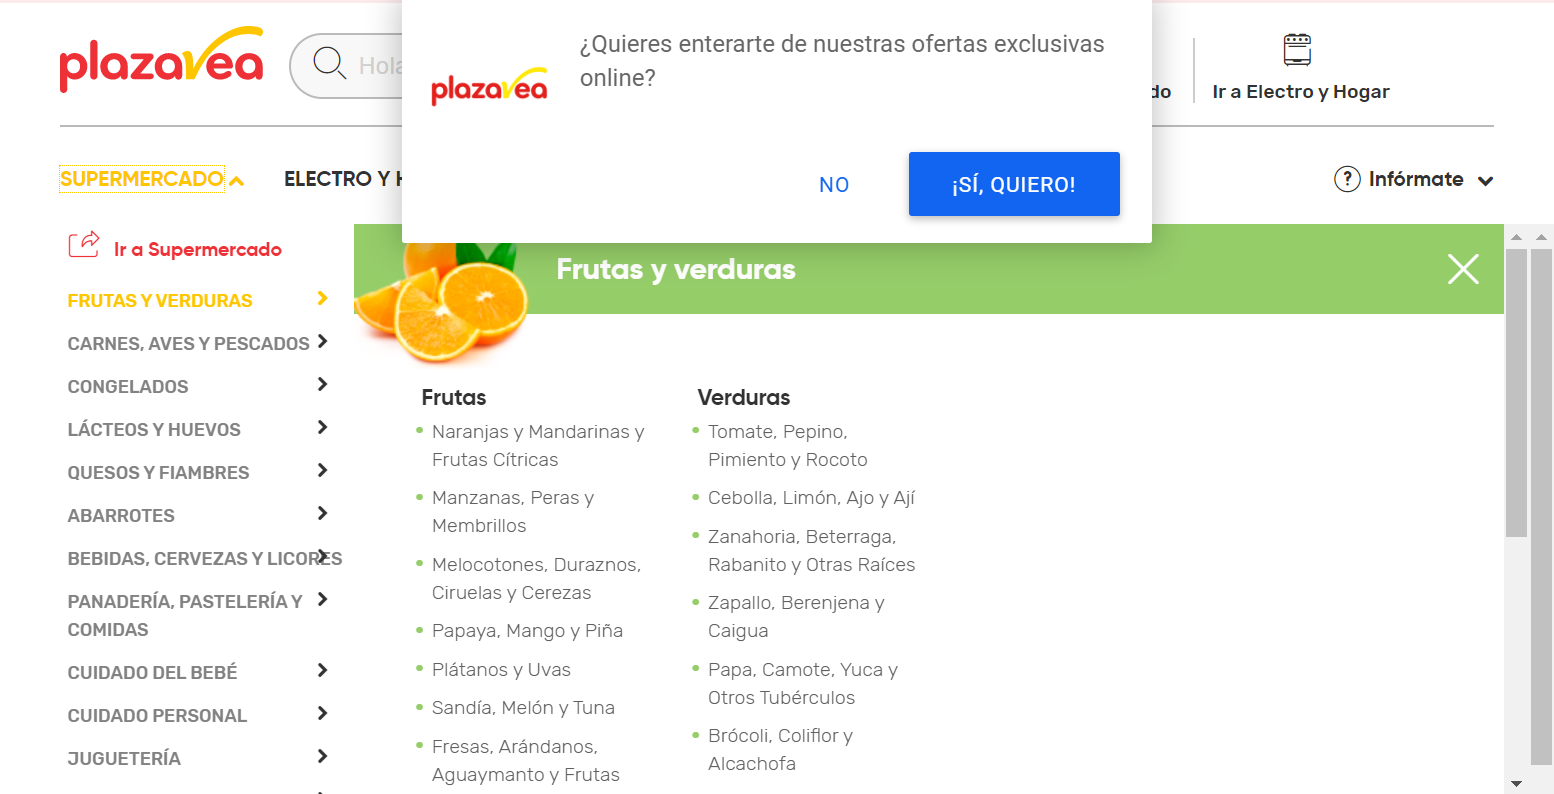 plazavea
Hola
¿Quieres enterarte de nuestras ofertas exclusivas
online?
plazavea
NO
¡SÍ, QUIERO!
Ir a Electro y Hogar
SUPERMERCADO
ELECTRO Y
Infórmate
Ir a Supermercado
FRUTAS Y VERDURAS
CARNES, AVES Y PESCADOS
CONGELADOS
LÁCTEOS Y HUEVOS
QUESOS Y FIAMBRES
ABARROTES
BEBIDAS, CERVEZAS Y LICORES
PANADERÍA, PASTELERÍA Y
COMIDAS
CUIDADO DEL BEBÉ
CUIDADO PERSONAL
JUGUETERÍA
Frutas y verduras
Frutas
Naranjas y Mandarinas y
Frutas Cítricas
Manzanas, Peras y
Membrillos
Melocotones, Duraznos,
Ciruelas y Cerezas
Papaya, Mango y Piña
Plátanos y Uvas
Sandía, Melón y Tuna
Fresas, Arándanos,
Aguaymanto y Frutas
Verduras
Tomate, Pepino,
Pimiento y Rocoto
Cebolla, Limón, Ajo y Ají
Zanahoria, Beterraga,
Rabanito y Otras Raíces
Zapallo, Berenjena y
Caigua
Papa, Camote, Yuca y
Otros Tubérculos
Brócoli, Coliflor y
Alcachofa